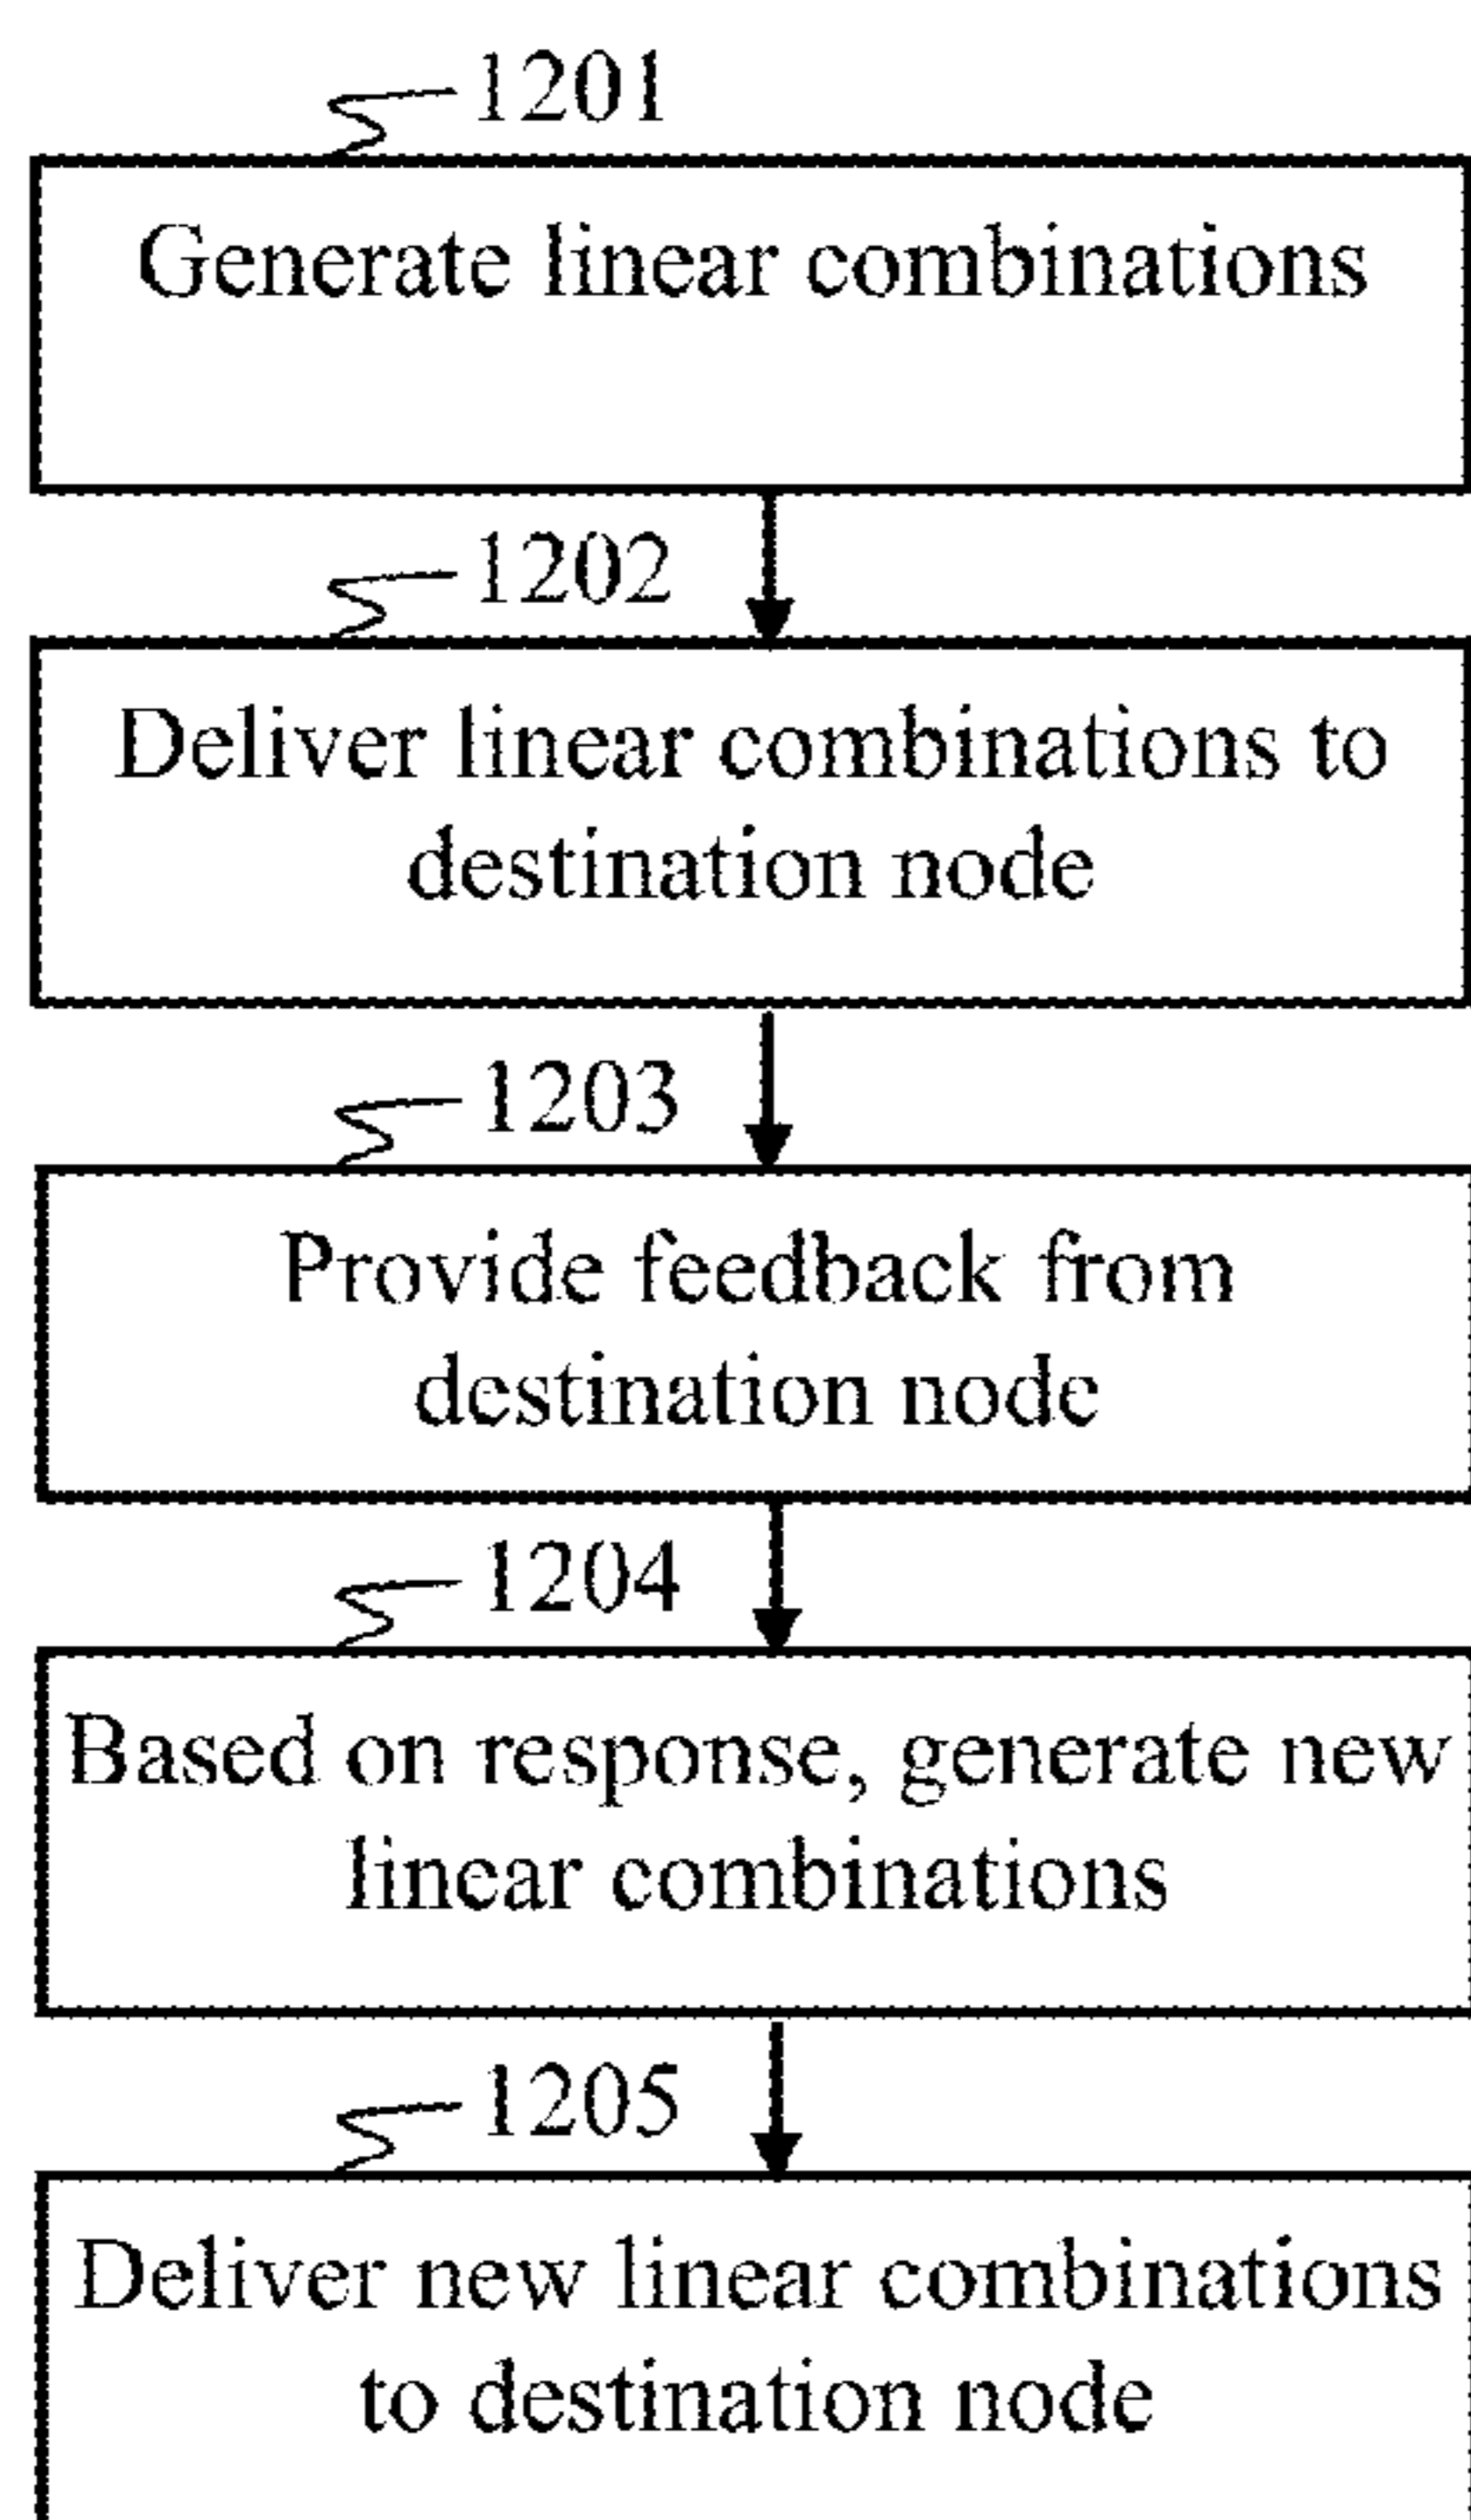 1201
Generate linear combinations
1202
Deliver linear combinations to
destination node
1203
Provide feedback from
destination node
1204
Based on response, generate new
linear combinations
1205
Deliver new linear combinations
to destination node